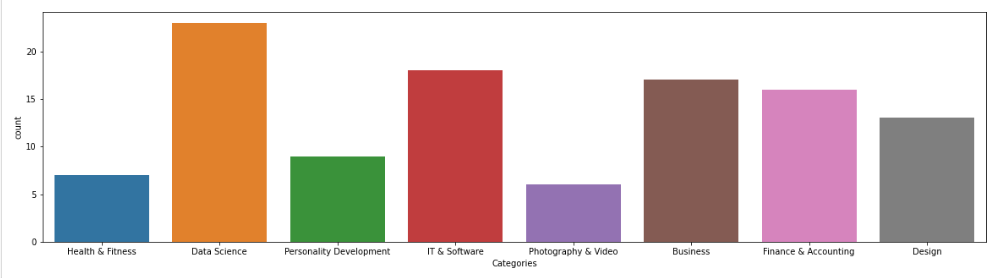 20
15
10
5
0
count
Health & Fitness Data Science Personality Development IT & Software Photography & Video Business Finance & Accounting Design
Categories